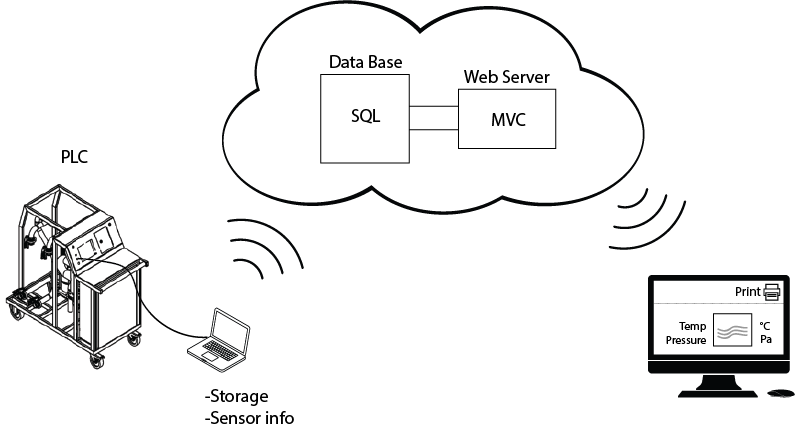 Data Base
SQL
Web Server
MVC
PLC
-Storage
-Sensor info
Print
Temp °C
Pressure Pa